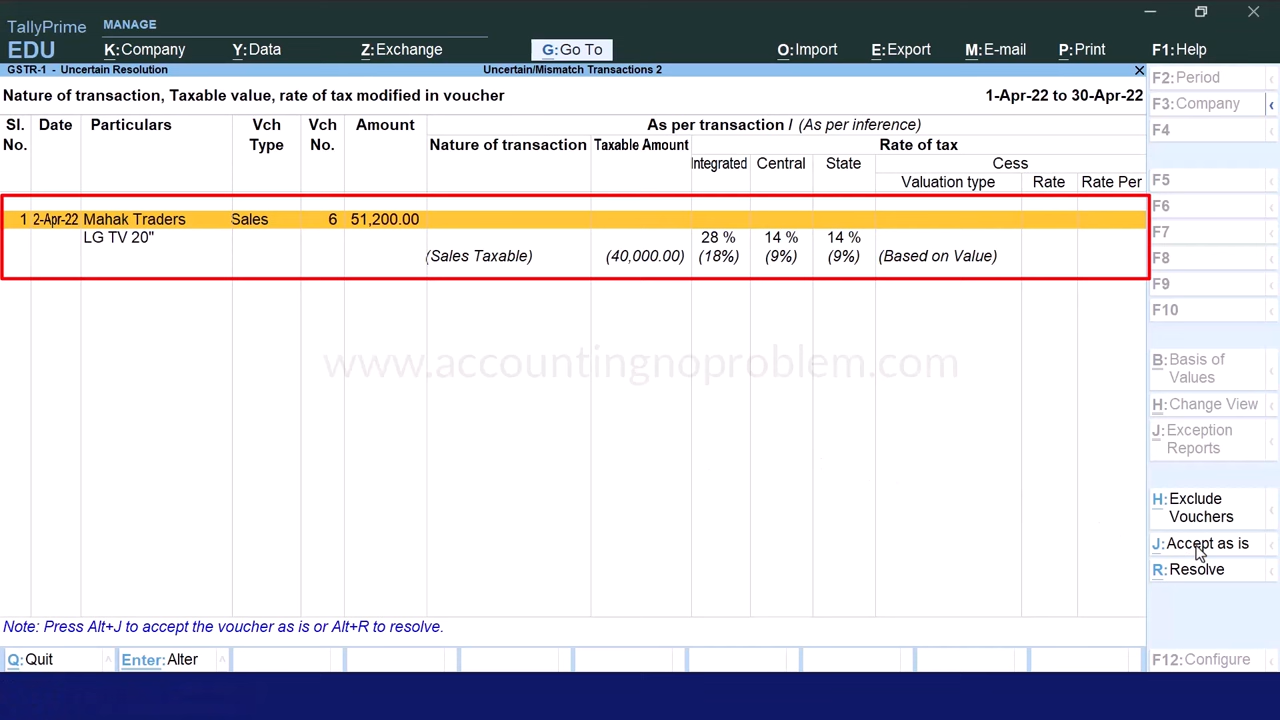 TallyPrime MANAGE
EDU K:Company Y:Data Z:Exchange G:Go To O:Import E:Export M:E-mail P:Print F1:Help
GSTR-1 - Uncertain Resolution Uncertain/Mismatch Transactions 2
F2:Period
Nature of transaction, Taxable value, rate of tax modified in voucher 1-Apr-22 to 30-Apr-22
F3:Company
Sl. Date Particulars Vch Vch Amount As per transaction / (As per inference)
F4
No. Type No. Nature of transaction Taxable Amount Rate of tax
Integrated Central State Cess
Valuation type Rate Rate Per
F5
F6
1 2-Apr-22 Mahak Traders Sales 6 51,200.00
F7
LG TV 20" 28 % 14 % 14 %
(Sales Taxable) (40,000.00) (18%) (9%) (9%) (Based on Value)
F8
F9
F10
www.accountingnoproblem.com
B:Basis of
Values
H:Change View
J:Exception
Reports
H:Exclude
Vouchers
J:Accept as is
R:Resolve
Note: Press Alt+J to accept the voucher as is or Alt+R to resolve.
Q:Quit Enter:Alter F12:Configure